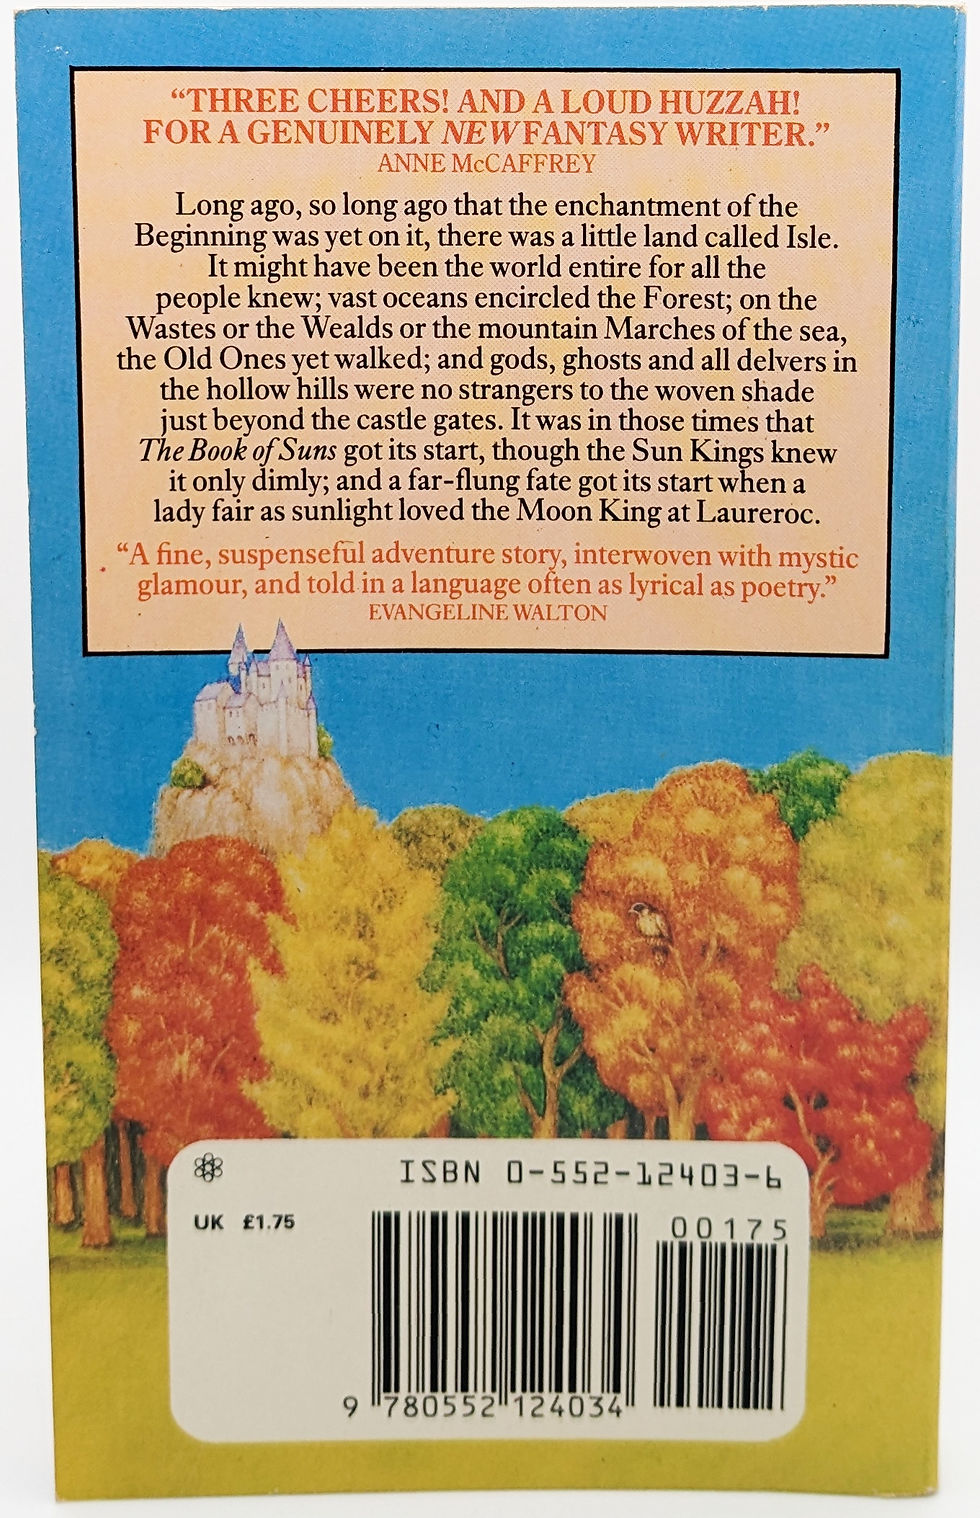 “THREE CHEERS! AND A LOUD HUZZAH!
FOR A GENUINELY NEW FANTASY WRITER.”
ANNE McCAFFREY
Long ago, so long ago that the enchantment of the
Beginning was yet on it, there was a little land called Isle.
It might have been the world entire for all the
people knew; vast oceans encircled the Forest; on the
Wastes or the Wealds or the mountain Marches of the sea,
the Old Ones yet walked; and gods, ghosts and all delvers in
the hollow hills were no strangers to the woven shade
just beyond the castle gates. It was in those times that
The Book of Suns got its start, though the Sun Kings knew
it only dimly; and a far-flung fate got its start when a
lady fair as sunlight loved the Moon King at Laureroc.
“A fine, suspenseful adventure story, interwoven with mystic
glamour, and told in a language often as lyrical as poetry.”
EVANGELINE WALTON
ISBN 0-552-12403-6
UK £1.75
00175
9 780552 124034